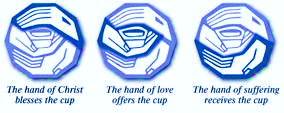 The hand of Christ
blesses the cup
The hand of love
offers the cup
The hand of suffering
receives the cup